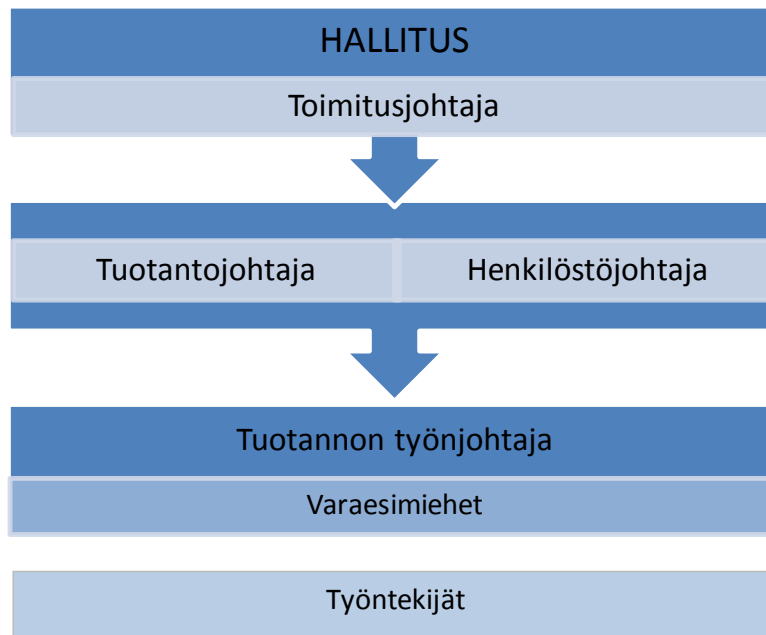 HALLITUS
Toimitusjohtaja
Tuotantojohtaja
Henkilöstöjohtaja
Tuotannon työnjohtaja
Varaesimiehet
Työntekijät